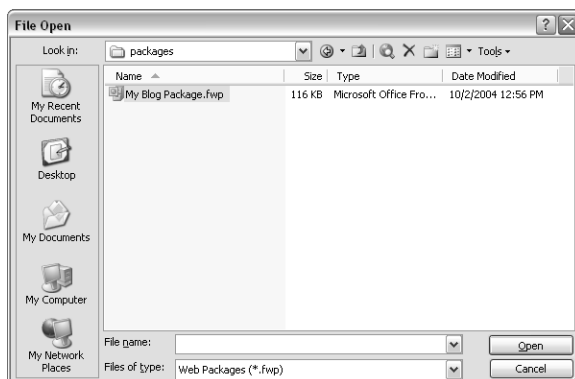 File Open
Look in: packages Tools
Name Size Type Date Modified
My Blog Package.fwp 116 KB Microsoft Office Fro... 10/2/2004 12:56 PM
My Recent
Documents
Desktop
My Documents
My Computer
My Network
Places
File name: Open
Files of type: Web Packages (*.fwp) Cancel